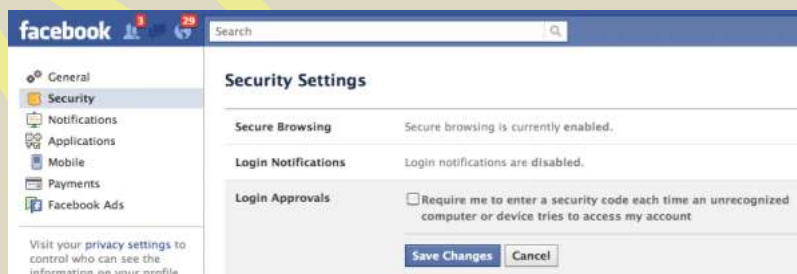 facebook 3 29 Search
General
Security
Notifications
Applications
Mobile
Payments
Facebook Ads
Visit your privacy settings to
control who can see the
information on your profile
Security Settings
Secure Browsing Secure browsing is currently enabled.
Login Notifications Login notifications are disabled.
Login Approvals Require me to enter a security code each time an unrecognized
computer or device tries to access my account
Save Changes Cancel